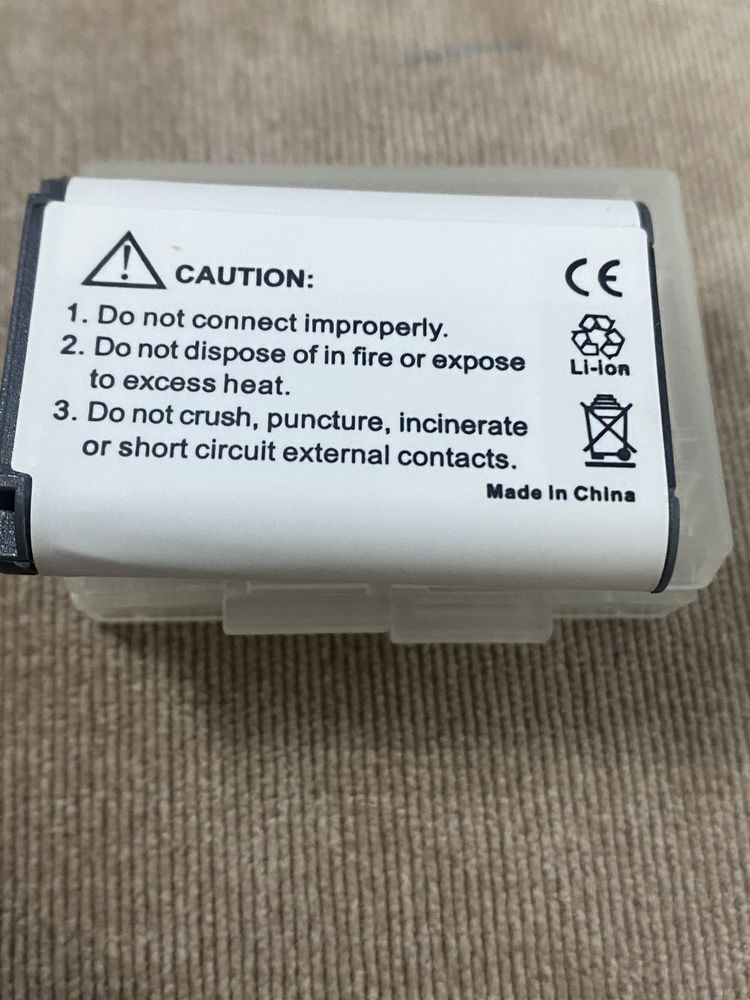 CAUTION:
1. Do not connect improperly.
2. Do not dispose of in fire or expose
to excess heat.
3. Do not crush, puncture, incinerate
or short circuit external contacts.
CE
Li-ion
Made in China